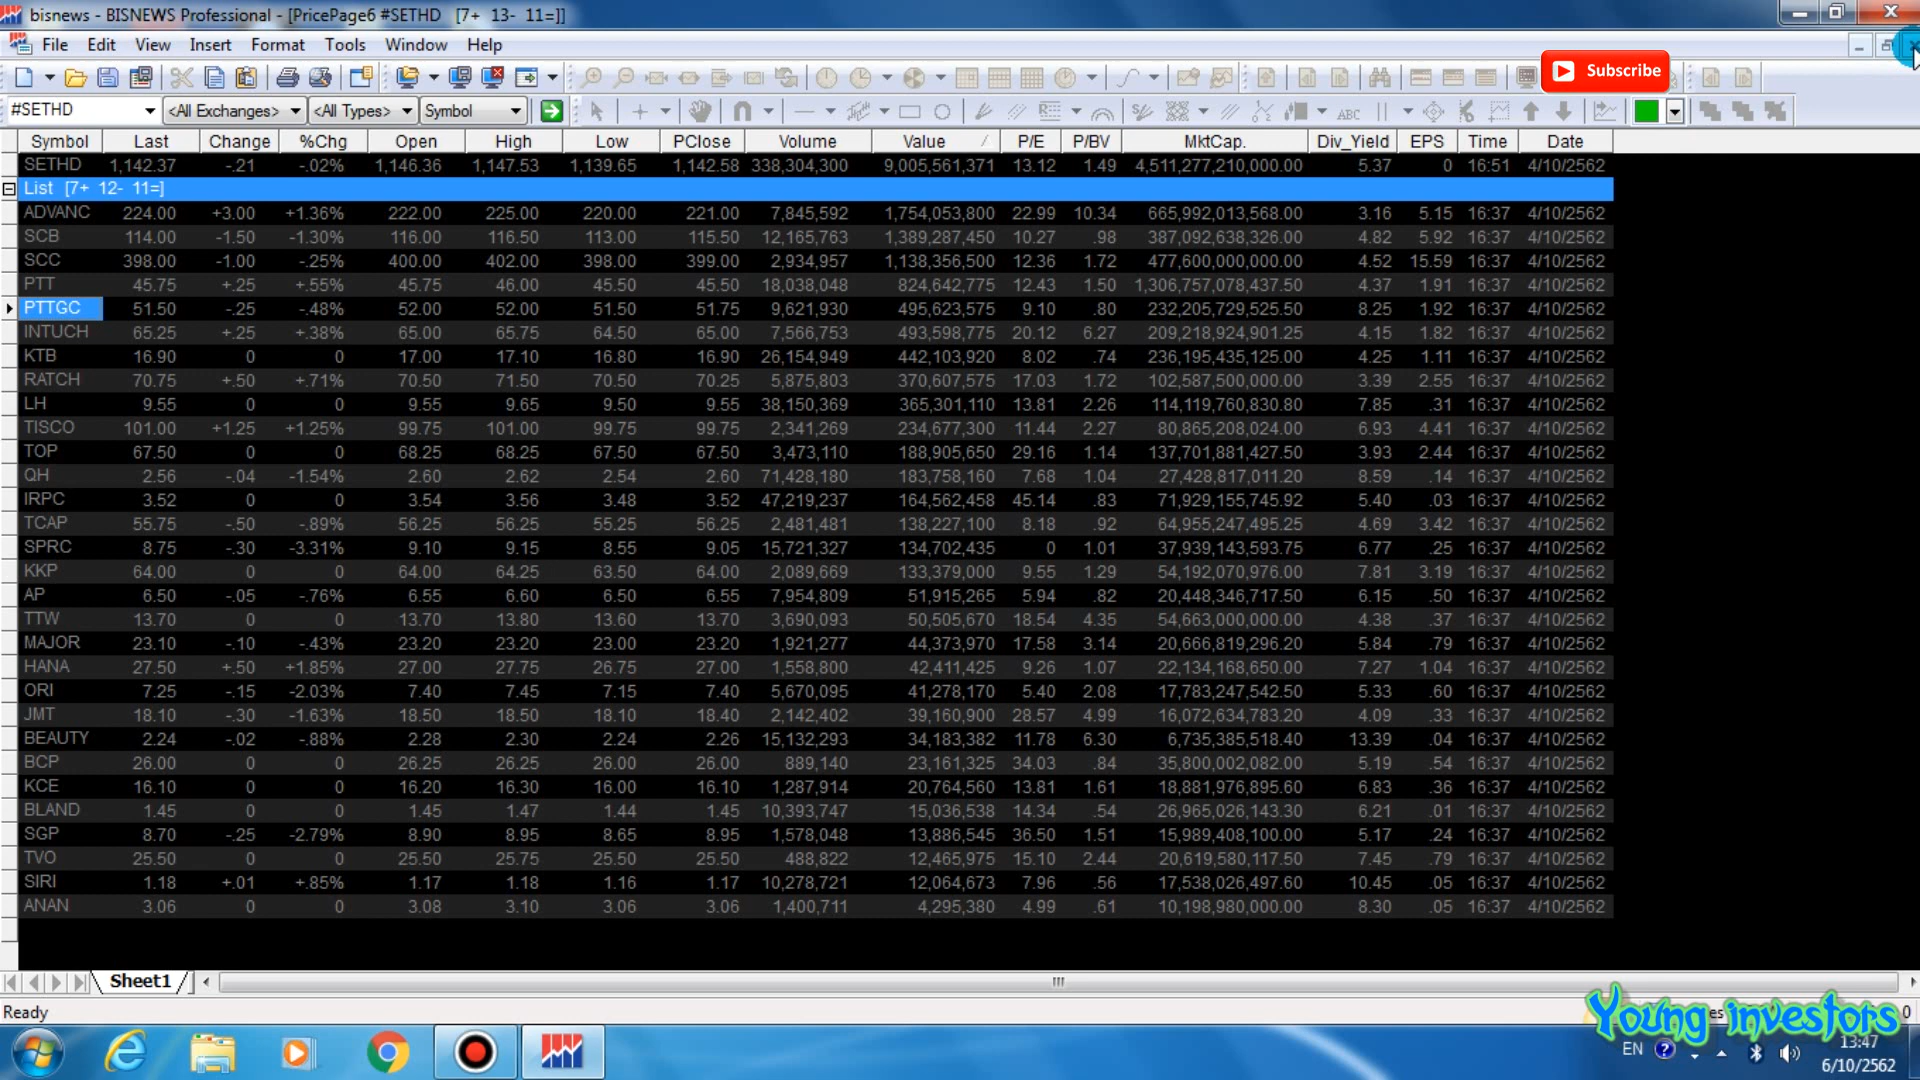 bisnews - BISNEWS Professional - [PricePage6 #SETHD [7+ 13- 11=]]
File Edit View Insert Format Tools Window Help
Subscribe
#SETHD <All Exchanges> <All Types> Symbol
ABC
Symbol Last Change %Chg Open High Low PClose Volume Value P/E P/BV MktCap. Div_Yield EPS Time Date
SETHD 1,142.37 -.21 -.02% 1,146.36 1,147.53 1,139.65 1,142.58 338,304,300 9,005,561,371 13.12 1.49 4,511,277,210,000.00 5.37 0 16:51 4/10/2562
List [7+ 12- 11=]
ADVANC 224.00 +3.00 +1.36% 222.00 225.00 220.00 221.00 7,845,592 1,754,053,800 22.99 10.34 665,992,013,568.00 3.16 5.15 16:37 4/10/2562
SCB 114.00 -1.50 -1.30% 116.00 116.50 113.00 115.50 12,165,763 1,389,287,450 10.27 .98 387,092,638,326.00 4.82 5.92 16:37 4/10/2562
SCC 398.00 -1.00 -.25% 400.00 402.00 398.00 399.00 2,934,957 1,138,356,500 12.36 1.72 477,600,000,000.00 4.52 15.59 16:37 4/10/2562
PTT 45.75 +.25 +.55% 45.75 46.00 45.50 45.50 18,038,048 824,642,775 12.43 1.50 1,306,757,078,437.50 4.37 1.91 16:37 4/10/2562
PTTGC 51.50 -.25 -.48% 52.00 52.00 51.50 51.75 9,621,930 495,623,575 9.10 .80 232,205,729,525.50 8.25 1.92 16:37 4/10/2562
INTUCH 65.25 +.25 +.38% 65.00 65.75 64.50 65.00 7,566,753 493,598,775 20.12 6.27 209,218,924,901.25 4.15 1.82 16:37 4/10/2562
KTB 16.90 0 0 17.00 17.10 16.80 16.90 26,154,949 442,103,920 8.02 .74 236,195,435,125.00 4.25 1.11 16:37 4/10/2562
RATCH 70.75 +.50 +.71% 70.50 71.50 70.50 70.25 5,875,803 370,607,575 17.03 1.72 102,587,500,000.00 3.39 2.55 16:37 4/10/2562
LH 9.55 0 0 9.55 9.65 9.50 9.55 38,150,369 365,301,110 13.81 2.26 114,119,760,830.80 7.85 .31 16:37 4/10/2562
TISCO 101.00 +1.25 +1.25% 99.75 101.00 99.75 99.75 2,341,269 234,677,300 11.44 2.27 80,865,208,024.00 6.93 4.41 16:37 4/10/2562
TOP 67.50 0 0 68.25 68.25 67.50 67.50 3,473,110 188,905,650 29.16 1.14 137,701,881,427.50 3.93 2.44 16:37 4/10/2562
QH 2.56 -.04 -1.54% 2.60 2.62 2.54 2.60 71,428,180 183,758,160 7.68 1.04 27,428,817,011.20 8.59 .14 16:37 4/10/2562
IRPC 3.52 0 0 3.54 3.56 3.48 3.52 47,219,237 164,562,458 45.14 .83 71,929,155,745.92 5.40 .03 16:37 4/10/2562
TCAP 55.75 -.50 -.89% 56.25 56.25 55.25 56.25 2,481,481 138,227,100 8.18 .92 64,955,247,495.25 4.69 3.42 16:37 4/10/2562
SPRC 8.75 -.30 -3.31% 9.10 9.15 8.55 9.05 15,721,327 134,702,435 0 1.01 37,939,143,593.75 6.77 .25 16:37 4/10/2562
KKP 64.00 0 0 64.00 64.25 63.50 64.00 2,089,669 133,379,000 9.55 1.29 54,192,070,976.00 7.81 3.19 16:37 4/10/2562
AP 6.50 -.05 -.76% 6.55 6.60 6.50 6.55 7,954,809 51,915,265 5.94 .82 20,448,346,717.50 6.15 .50 16:37 4/10/2562
TTW 13.70 0 0 13.70 13.80 13.60 13.70 3,690,093 50,505,670 18.54 4.35 54,663,000,000.00 4.38 .37 16:37 4/10/2562
MAJOR 23.10 -.10 -.43% 23.20 23.20 23.00 23.20 1,921,277 44,373,970 17.58 3.14 20,666,819,296.20 5.84 .79 16:37 4/10/2562
HANA 27.50 +.50 +1.85% 27.00 27.75 26.75 27.00 1,558,800 42,411,425 9.26 1.07 22,134,168,650.00 7.27 1.04 16:37 4/10/2562
ORI 7.25 -.15 -2.03% 7.40 7.45 7.15 7.40 5,670,095 41,278,170 5.40 2.08 17,783,247,542.50 5.33 .60 16:37 4/10/2562
JMT 18.10 -.30 -1.63% 18.50 18.50 18.10 18.40 2,142,402 39,160,900 28.57 4.99 16,072,634,783.20 4.09 .33 16:37 4/10/2562
BEAUTY 2.24 -.02 -.88% 2.28 2.30 2.24 2.26 15,132,293 34,183,382 11.78 6.30 6,735,385,518.40 13.39 .04 16:37 4/10/2562
BCP 26.00 0 0 26.25 26.25 26.00 26.00 889,140 23,161,325 34.03 .84 35,800,002,082.00 5.19 .54 16:37 4/10/2562
KCE 16.10 0 0 16.20 16.30 16.00 16.10 1,287,914 20,764,560 13.81 1.61 18,881,976,895.60 6.83 .36 16:37 4/10/2562
BLAND 1.45 0 0 1.45 1.47 1.44 1.45 10,393,747 15,036,538 14.34 .54 26,965,026,143.30 6.21 .01 16:37 4/10/2562
SGP 8.70 -.25 -2.79% 8.90 8.95 8.65 8.95 1,578,048 13,886,545 36.50 1.51 15,989,408,100.00 5.17 .24 16:37 4/10/2562
TVO 25.50 0 0 25.50 25.75 25.50 25.50 488,822 12,465,975 15.10 2.44 20,619,580,117.50 7.45 .79 16:37 4/10/2562
SIRI 1.18 +.01 +.85% 1.17 1.18 1.16 1.17 10,278,721 12,064,673 7.96 .56 17,538,026,497.60 10.45 .05 16:37 4/10/2562
ANAN 3.06 0 0 3.08 3.10 3.06 3.06 1,400,711 4,295,380 4.99 .61 10,198,980,000.00 8.30 .05 16:37 4/10/2562
Sheet1
Ready
Young investors
EN 13:47
6/10/2562